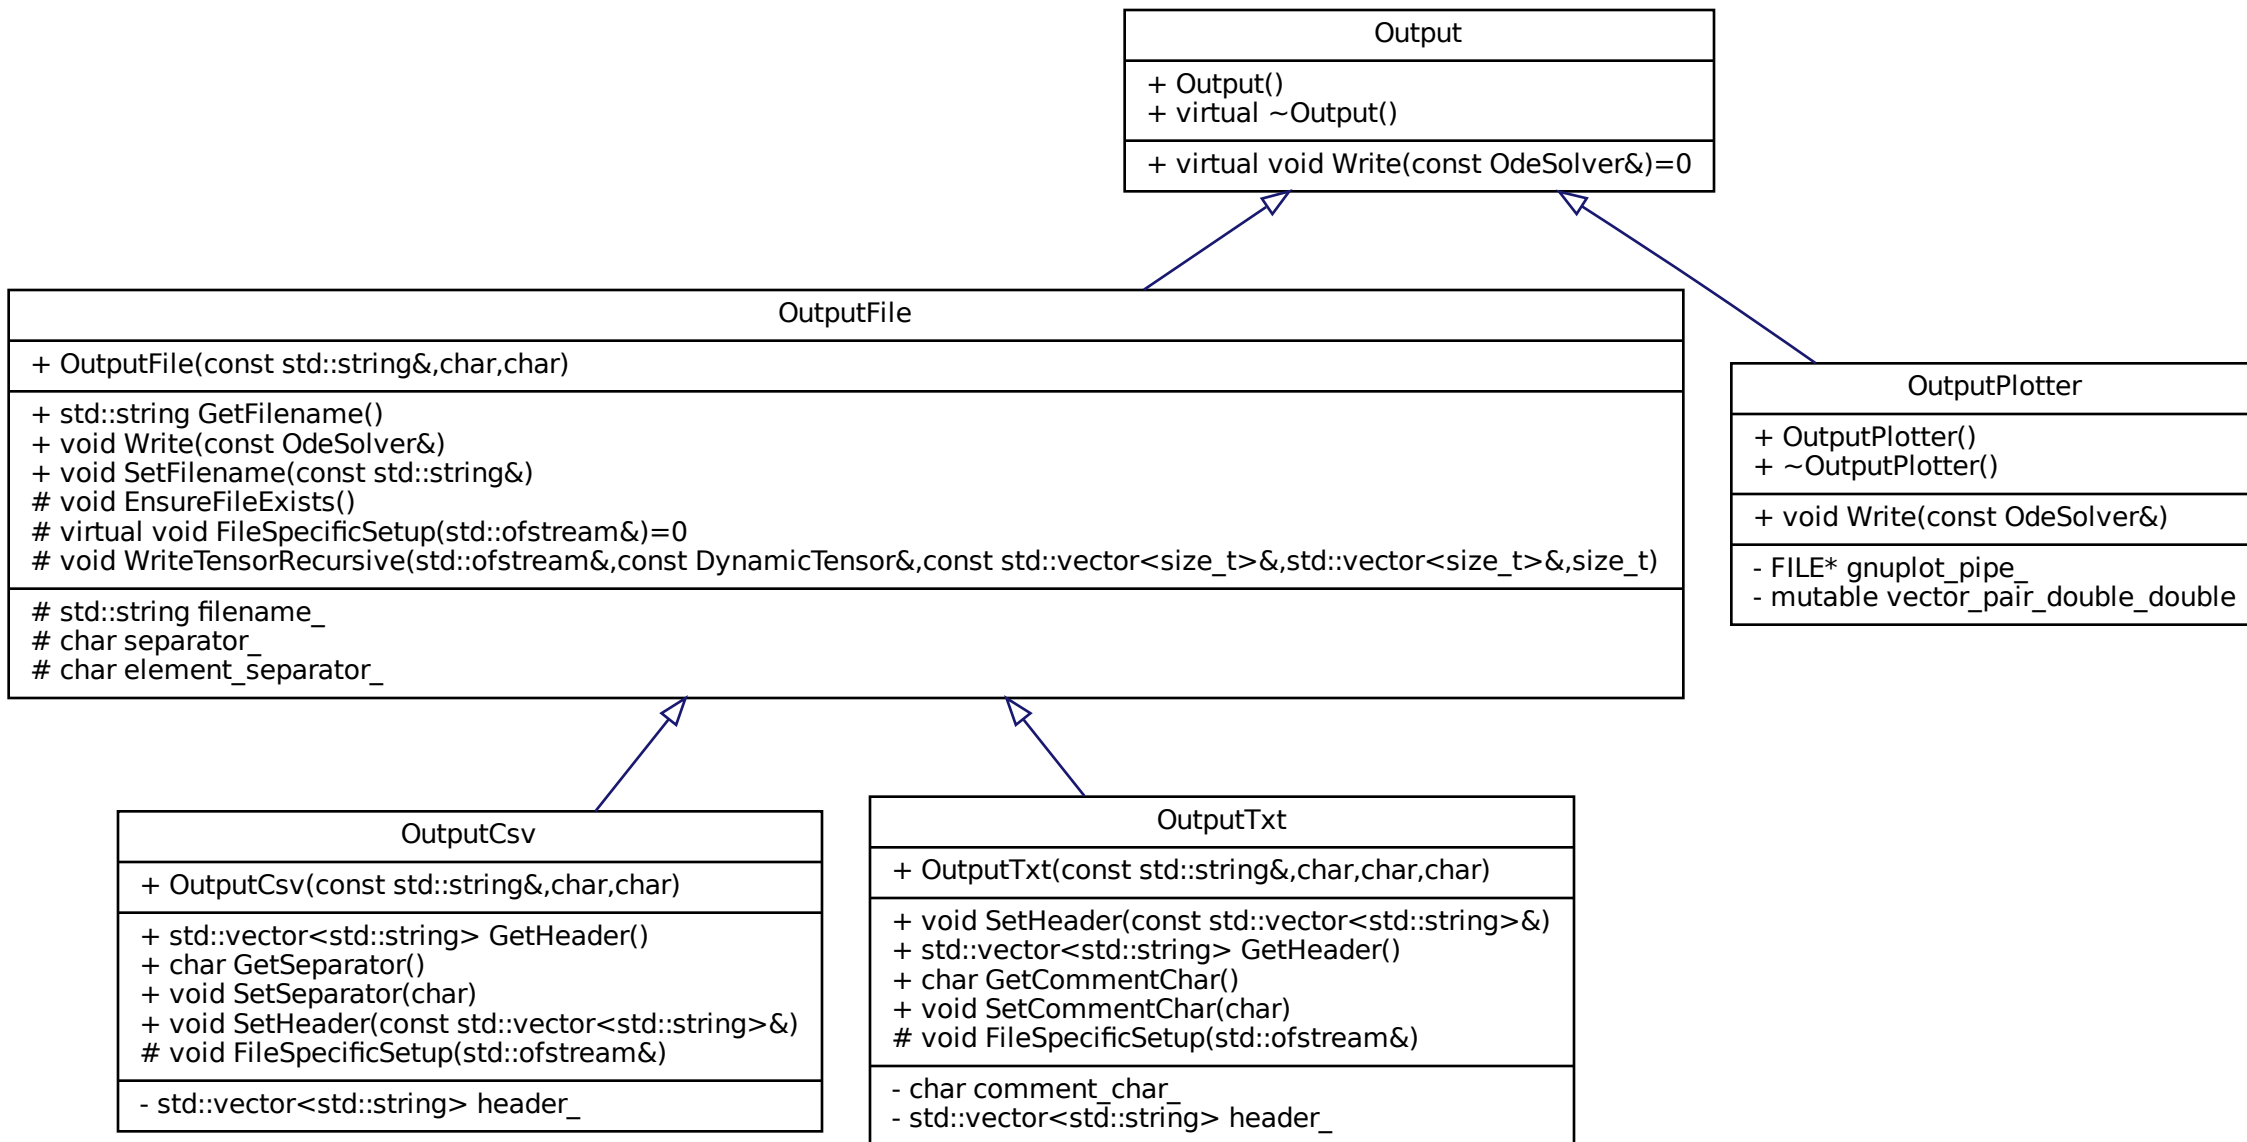 Output
+ Output()
+ virtual ~Output()
+ virtual void Write(const OdeSolver&)=0
OutputFile
+ OutputFile(const std::string&,char,char)
+ std::string GetFilename()
+ void Write(const OdeSolver&)
+ void SetFilename(const std::string&)
# void EnsureFileExists()
# virtual void FileSpecificSetup(std::ofstream&)=0
# void WriteTensorRecursive(std::ofstream&,const DynamicTensor&,const std::vector<size_t>&,std::vector<size_t>&,size_t)
# std::string filename_
# char separator_
# char element_separator_
OutputPlotter
+ OutputPlotter()
+ ~OutputPlotter()
+ void Write(const OdeSolver&)
- FILE* gnuplot_pipe_
- mutable vector_pair_double_double
OutputCsv
+ OutputCsv(const std::string&,char,char)
+ std::vector<std::string> GetHeader()
+ char GetSeparator()
+ void SetSeparator(char)
+ void SetHeader(const std::vector<std::string>&)
# void FileSpecificSetup(std::ofstream&)
- std::vector<std::string> header_
OutputTxt
+ OutputTxt(const std::string&,char,char,char)
+ void SetHeader(const std::vector<std::string>&)
+ std::vector<std::string> GetHeader()
+ char GetCommentChar()
+ void SetCommentChar(char)
# void FileSpecificSetup(std::ofstream&)
- char comment_char_
- std::vector<std::string> header_